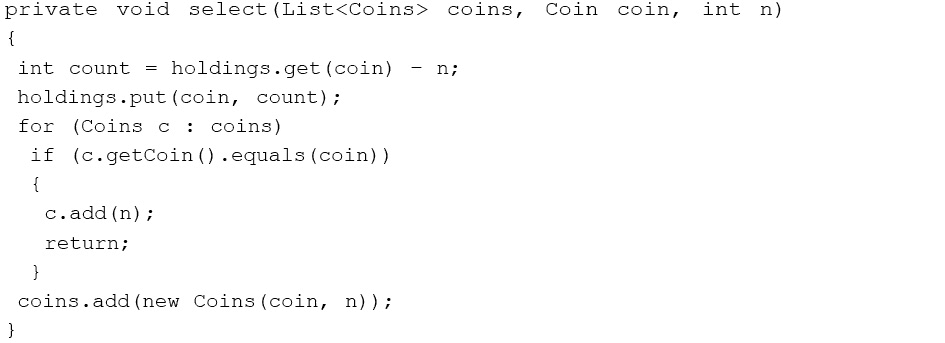 private void select(List<Coins> coins, Coin coin, int n)
{
int count = holdings.get(coin) - n;
holdings.put(coin, count);
for (Coins c : coins)
if (c.getCoin().equals(coin))
{
c.add(n);
return;
}
coins.add(new Coins(coin, n));
}